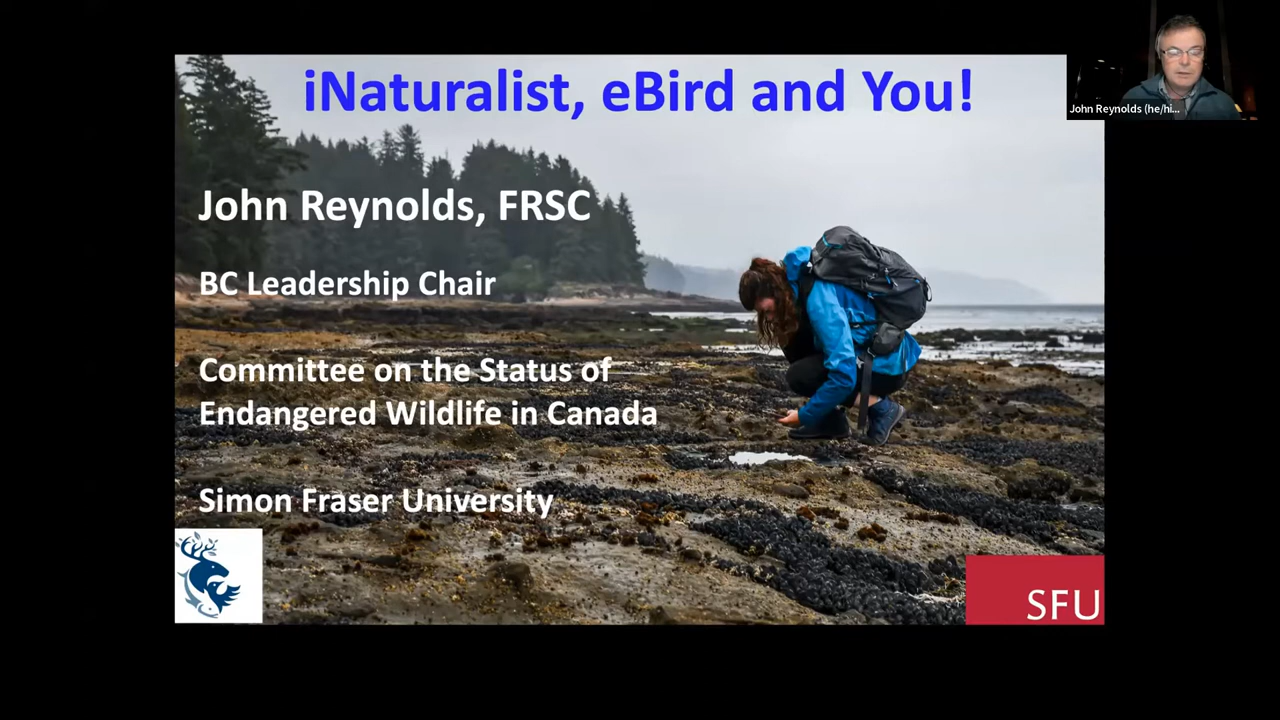 iNaturalist, eBird and You!
John Reynolds (he/hi...
John Reynolds, FRSC
BC Leadership Chair
Committee on the Status of
Endangered Wildlife in Canada
Simon Fraser University
SFU